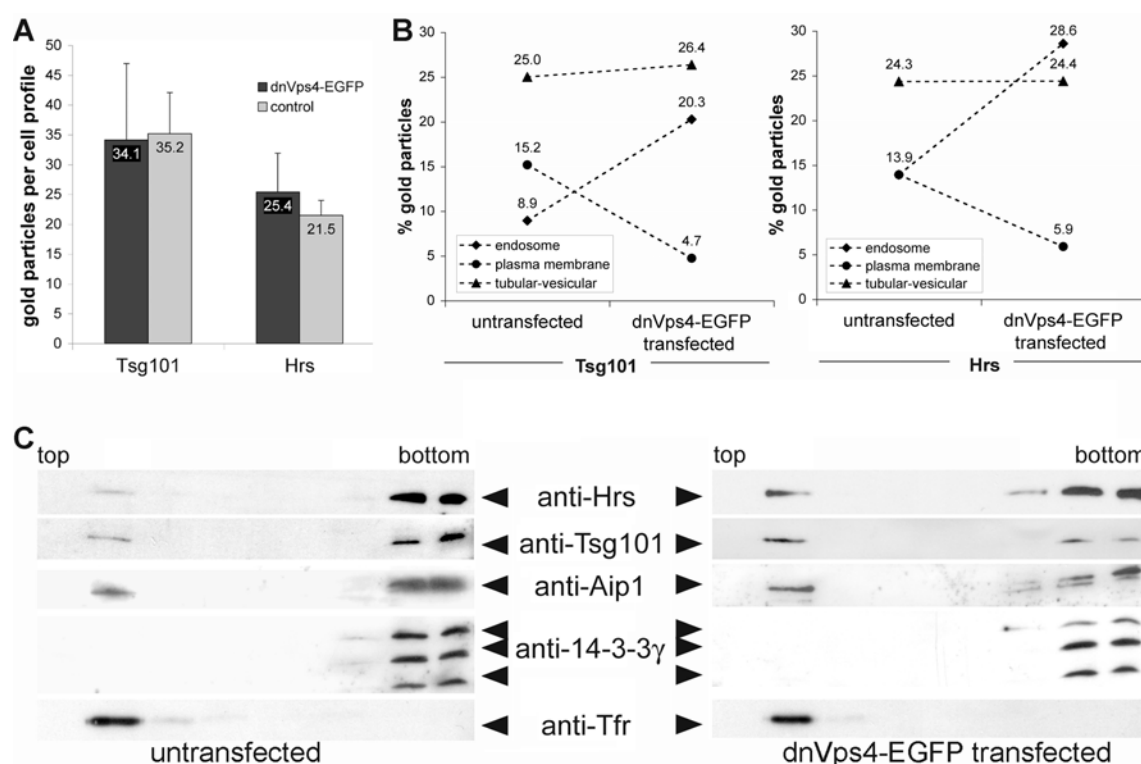 A
gold particles per cell profile
50
45
40
35
30
25
20
15
10
5
0
dnVps4-EGFP
control
34.1
35.2
25.4
21.5
Tsg101
Hrs
B
% gold particles
30
25
20
15
10
5
0
25.0
26.4
20.3
15.2
8.9
4.7
endosome
plasma membrane
tubular-vesicular
untransfected
dnVps4-EGFP
transfected
Tsg101
% gold particles
30
25
20
15
10
5
0
28.6
24.3
24.4
13.9
5.9
endosome
plasma membrane
tubular-vesicular
untransfected
dnVps4-EGFP
transfected
Hrs
C
top
bottom
top
bottom
anti-Hrs
anti-Tsg101
anti-Aip1
anti-14-3-3γ
anti-Tfr
untransfected
dnVps4-EGFP transfected